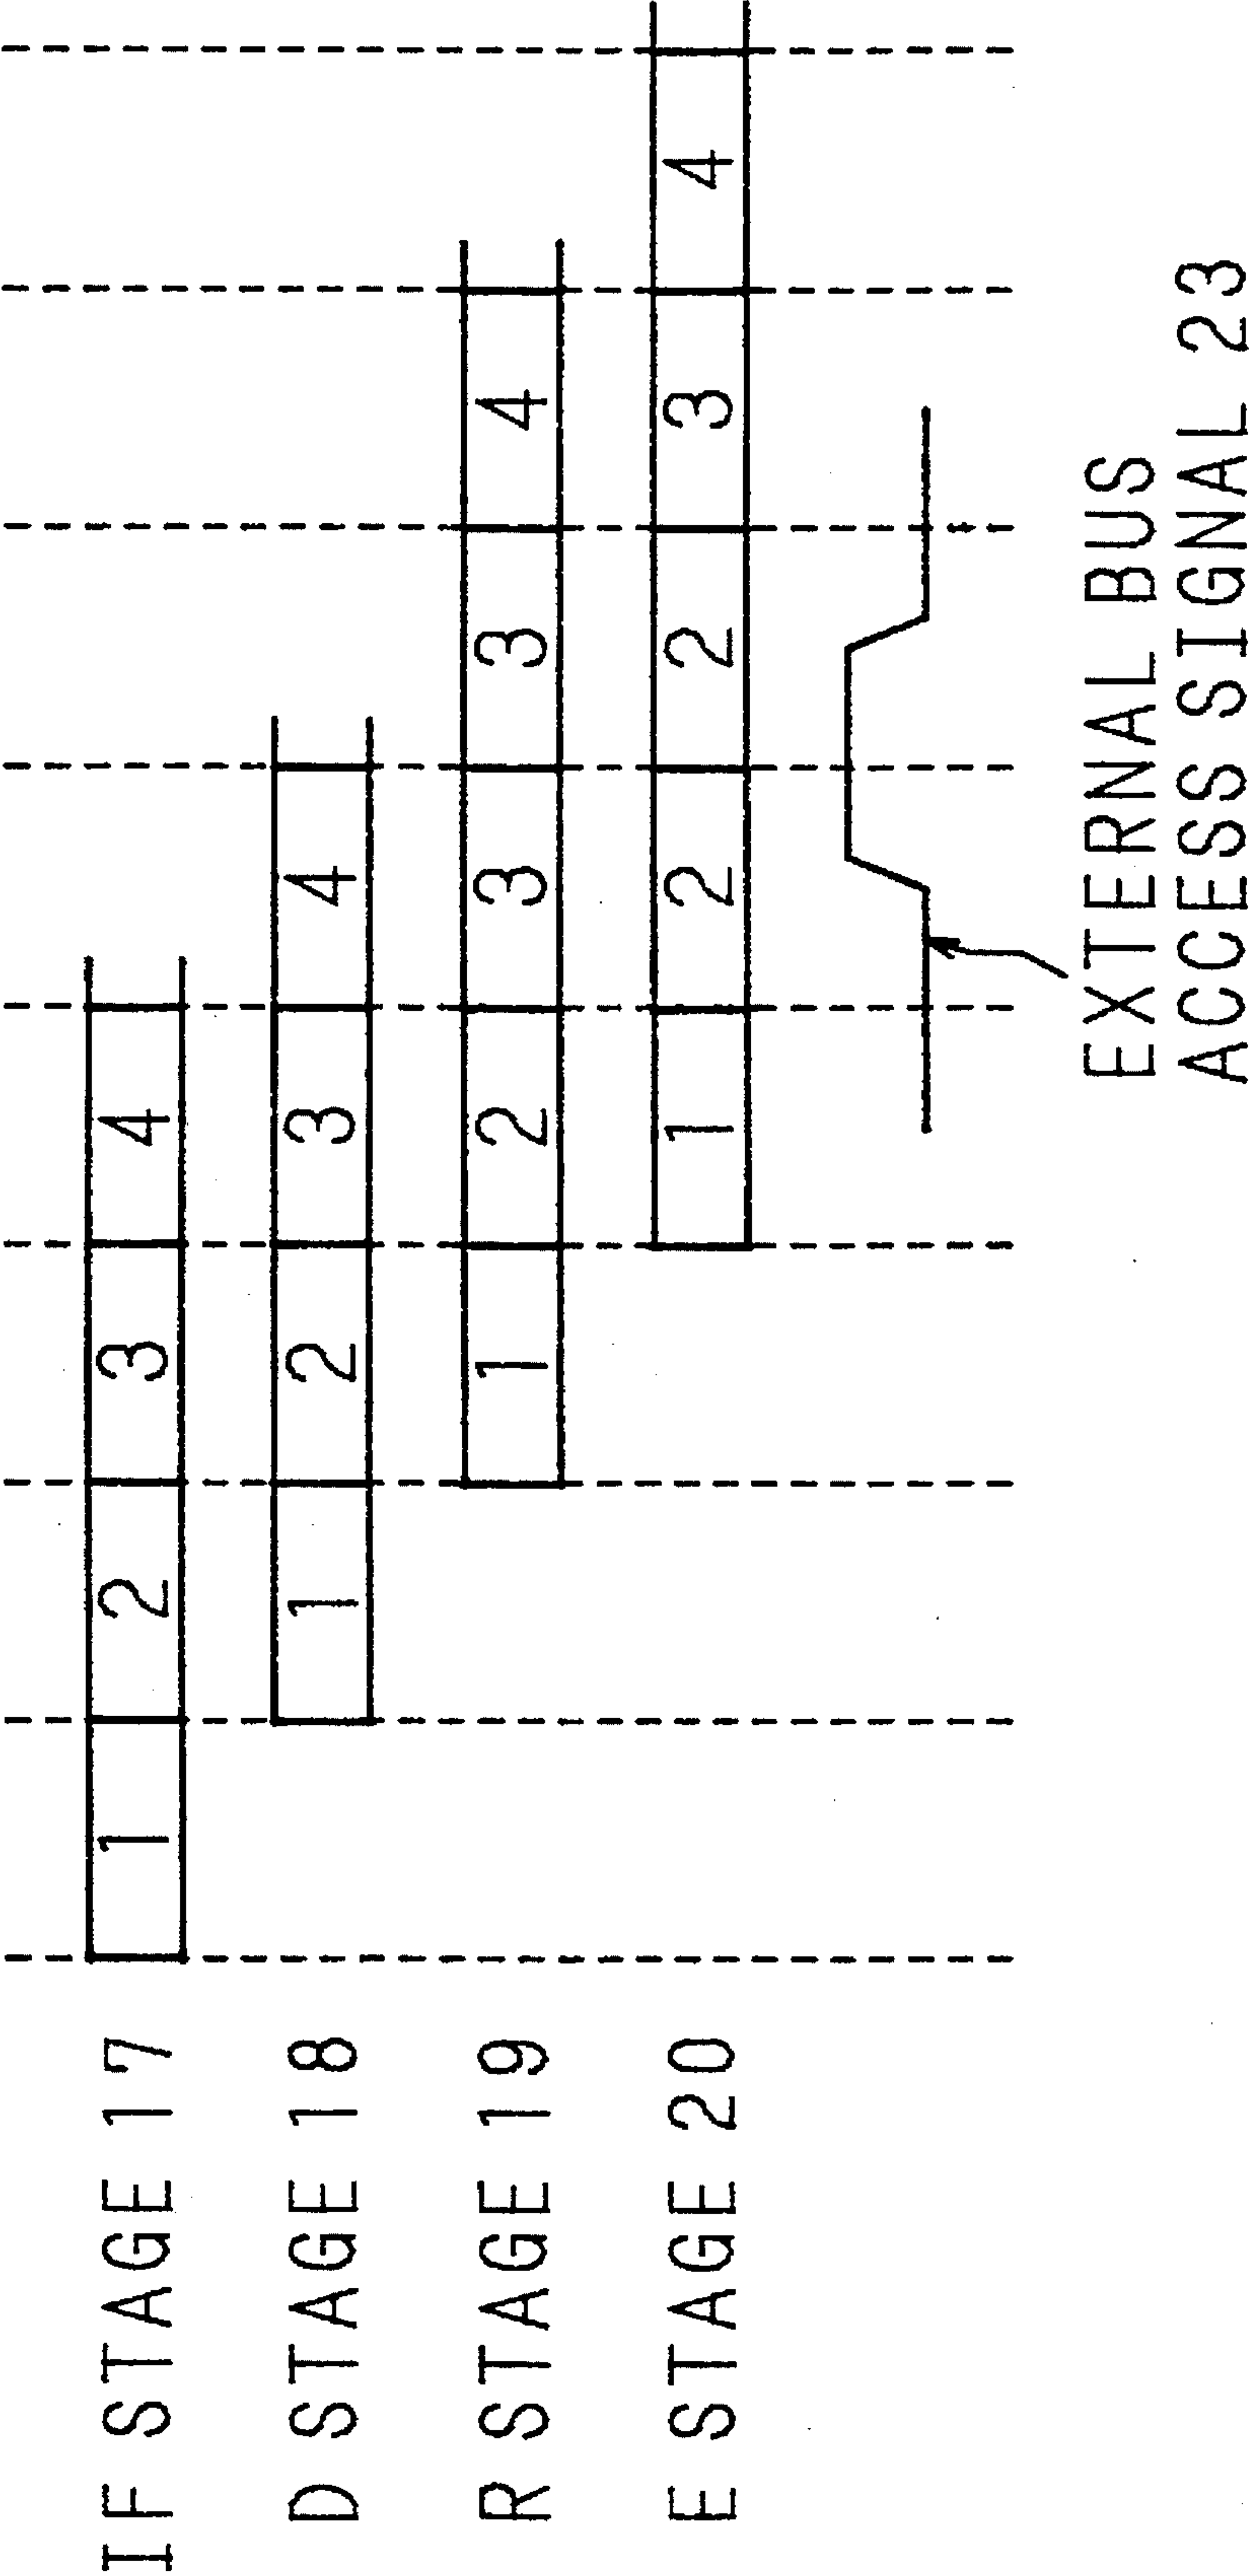 IF STAGE 17 1 2 3 4
D STAGE 18 1 2 3 4
R STAGE 19 1 2 3 3 4
E STAGE 20 1 2 2 3 4
EXTERNAL BUS
ACCESS SIGNAL 23